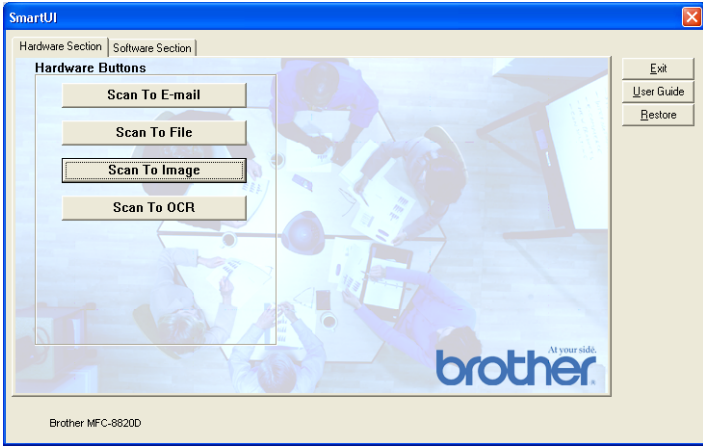 SmartUI
Hardware Section Software Section
Hardware Buttons
Scan To E-mail
Scan To File
Scan To Image
Scan To OCR
Exit
User Guide
Restore
At your side.
brother.
Brother MFC-8820D